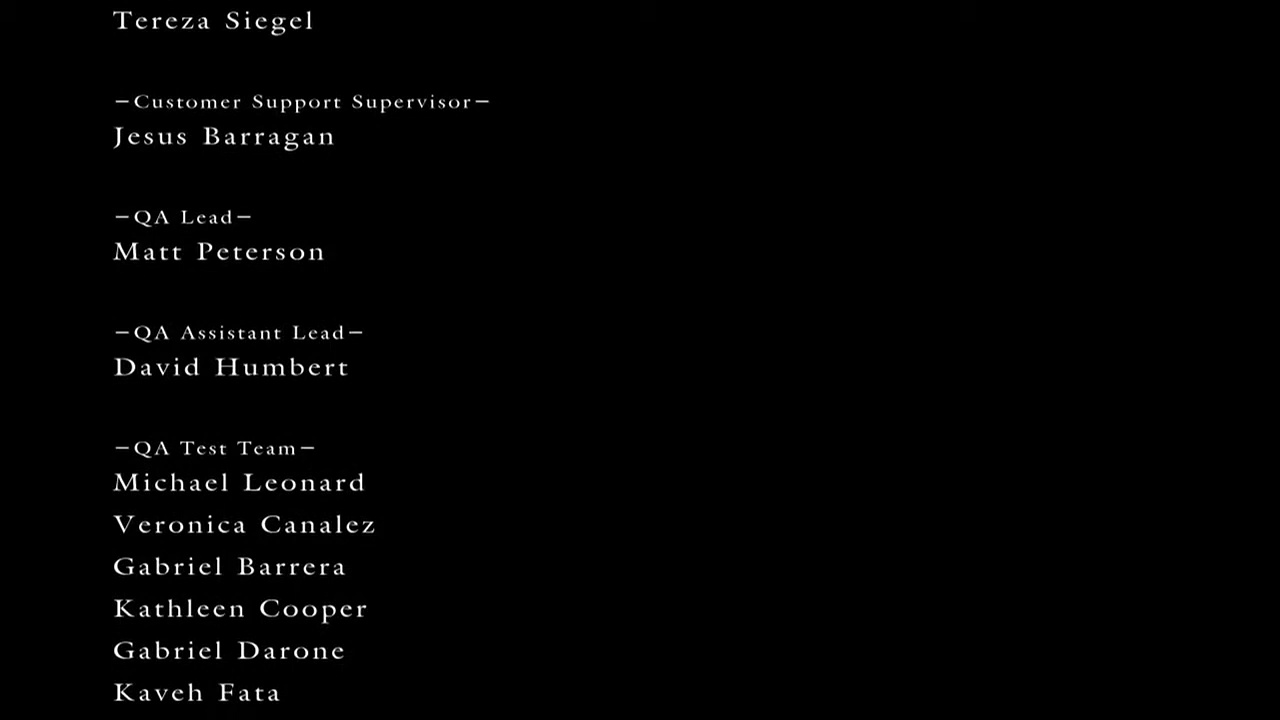 Tereza Siegel
—Customer Support Supervisor—
Jesus Barragan
—QA Lead—
Matt Peterson
—QA Assistant Lead—
David Humbert
—QA Test Team—
Michael Leonard
Veronica Canalez
Gabriel Barrera
Kathleen Cooper
Gabriel Darone
Kaveh Fata